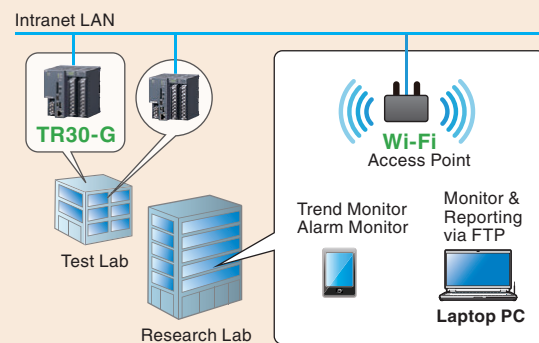 Intranet LAN
TR30-G
Wi-Fi
Access Point
Trend Monitor
Alarm Monitor
Monitor &
Reporting
via FTP
Laptop PC
Test Lab
Research Lab